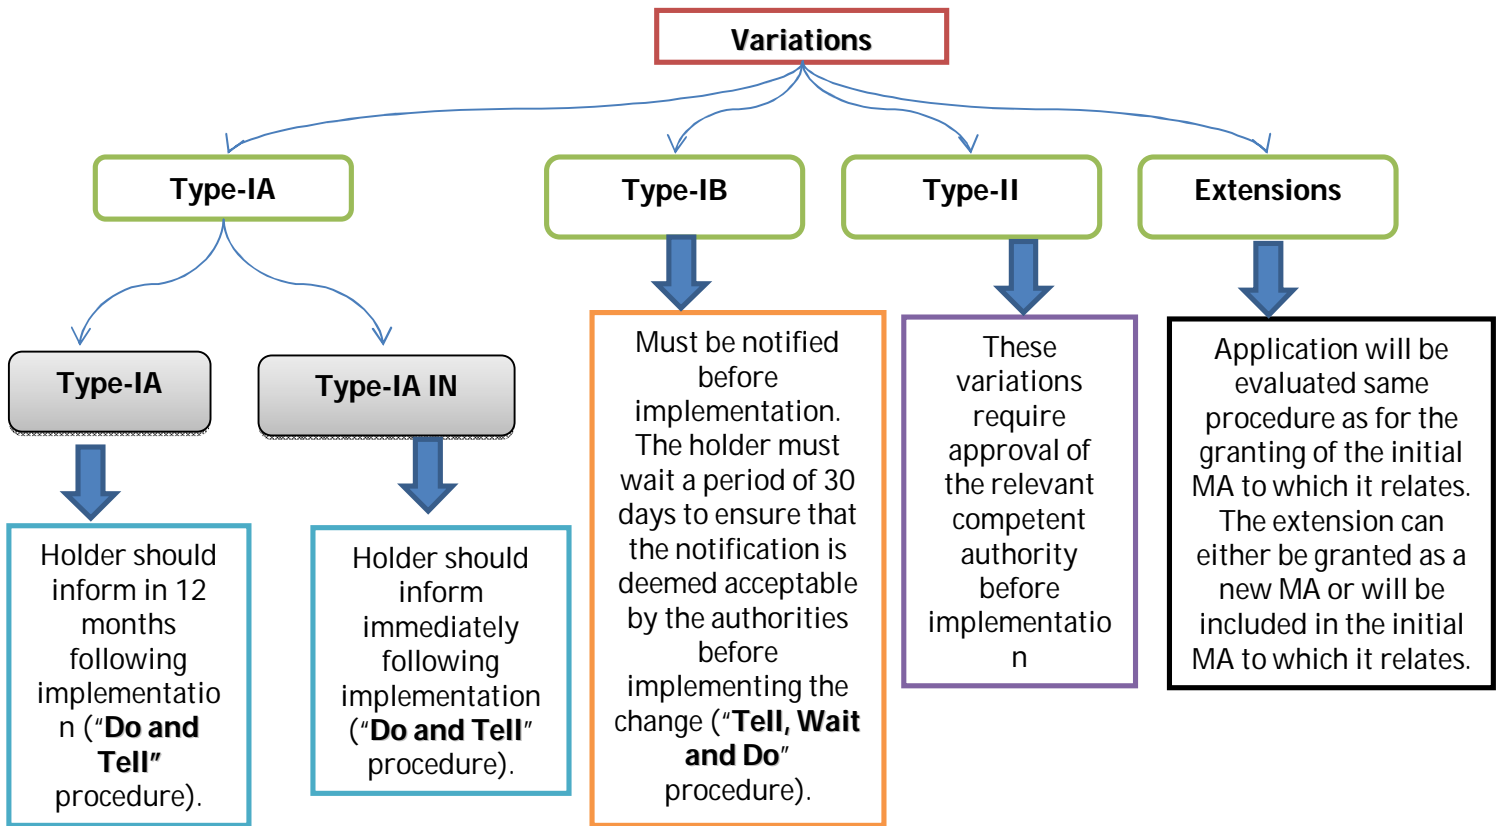 Variations
Type-IA
Type-IB
Type-II
Extensions
Type-IA
Type-IA IN
Holder should
inform in 12
months
following
implementatio
n (“Do and
Tell”
procedure).
Holder should
inform
immediately
following
implementation
(“Do and Tell”
procedure).
Must be notified
before
implementation.
The holder must
wait a period of 30
days to ensure that
the notification is
deemed acceptable
by the authorities
before
implementing the
change (“Tell, Wait
and Do”
procedure).
These
variations
require
approval of
the relevant
competent
authority
before
implementatio
n
Application will be
evaluated same
procedure as for the
granting of the initial
MA to which it relates.
The extension can
either be granted as a
new MA or will be
included in the initial
MA to which it relates.